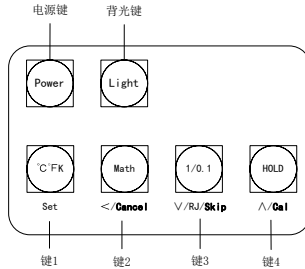 电源键 背光键
Power Light
℃℉K Math 1/0.1 HOLD
Set </Cancel ∨/RJ/Skip ∧/Cal
键1 键2 键3 键4